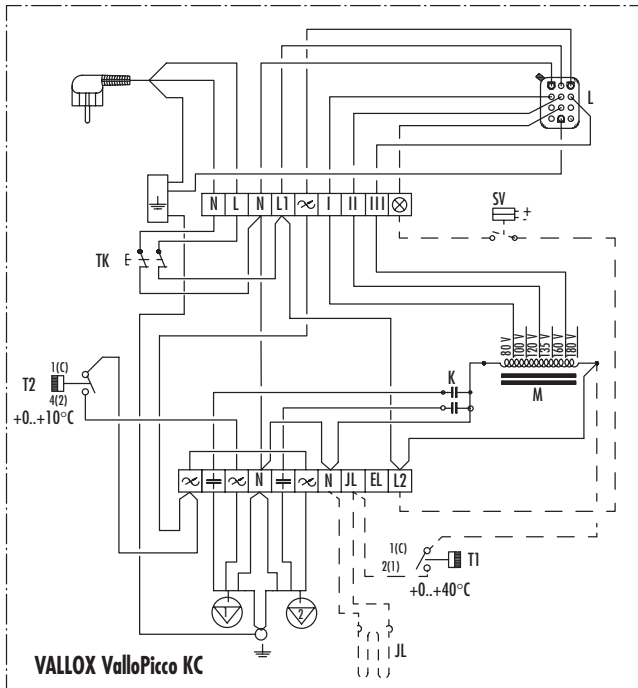 L
SV
+
-
N L N L1 I II III
TK E
80 V 100 V 120 V 135 V 160 V 180 V
K
M
T2
1(C)
4(2)
+0..+10°C
N N JL EL L2
1(C)
2(1)
T1
+0..+40°C
1
2
JL
VALLOX ValloPicco KC